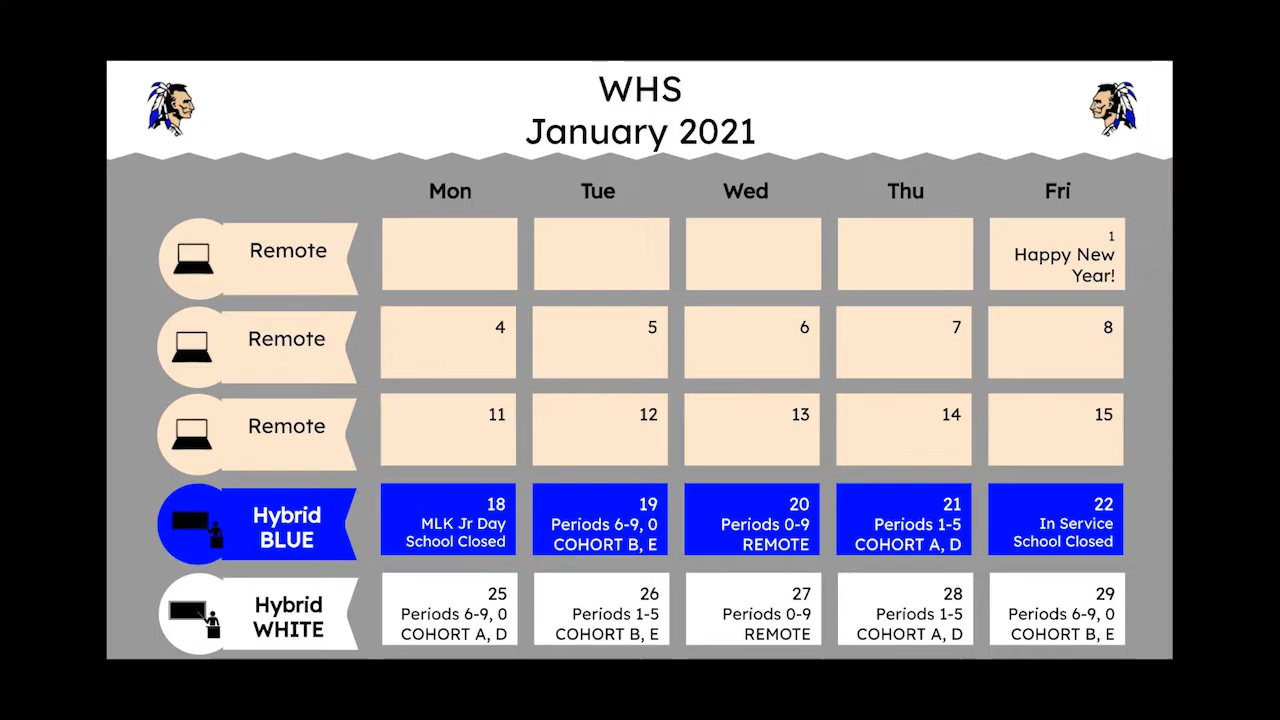 WHS
January 2021
Mon Tue Wed Thu Fri
Remote
1
Happy New
Year!
Remote
4 5 6 7 8
Remote
11 12 13 14 15
Hybrid
BLUE
18
MLK Jr Day
School Closed
19
Periods 6-9, 0
COHORT B, E
20
Periods 0-9
REMOTE
21
Periods 1-5
COHORT A, D
22
In Service
School Closed
Hybrid
WHITE
25
Periods 6-9, 0
COHORT A, D
26
Periods 1-5
COHORT B, E
27
Periods 0-9
REMOTE
28
Periods 1-5
COHORT A, D
29
Periods 6-9, 0
COHORT B, E